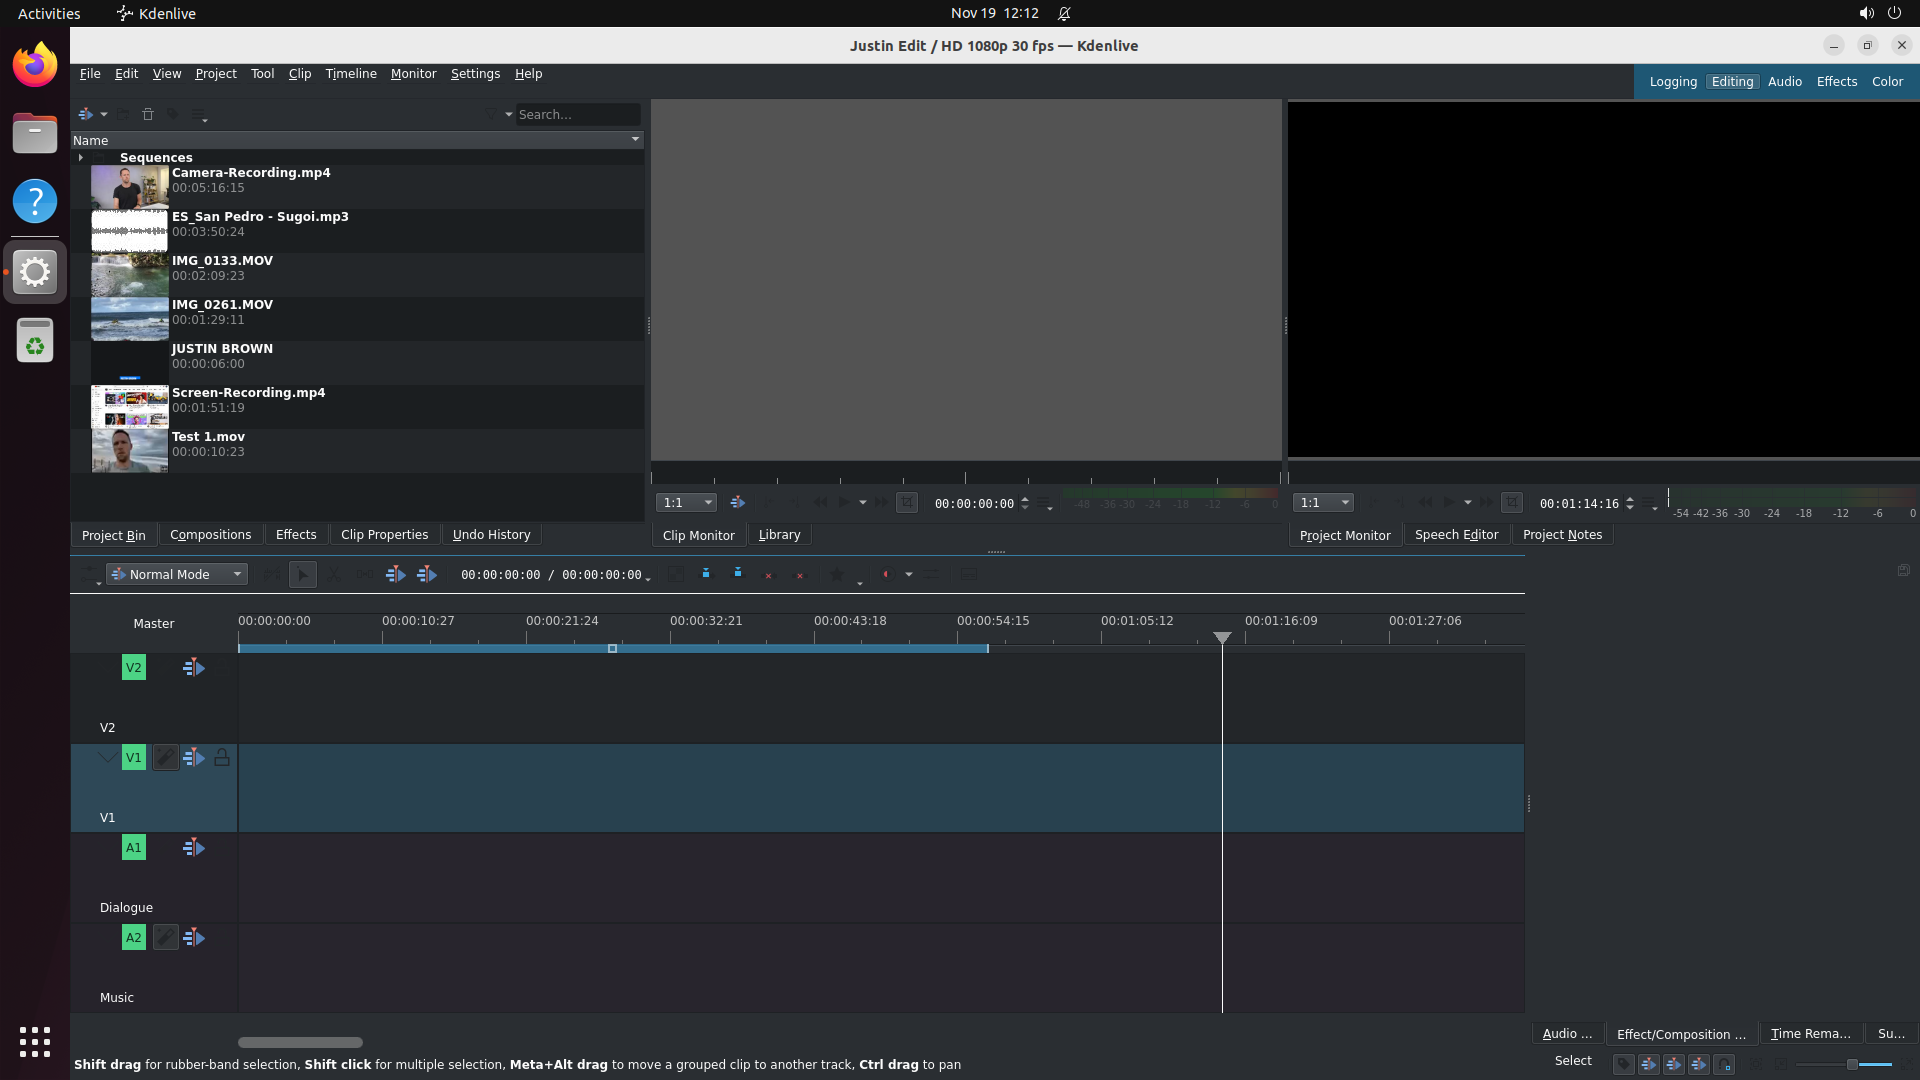 Activities
Kdenlive
Nov 19 12:12
Justin Edit / HD 1080p 30 fps — Kdenlive
File Edit View Project Tool Clip Timeline Monitor Settings Help
Logging Editing Audio Effects Color
Search...
Name
Sequences
Camera-Recording.mp4
00:05:16:15
ES_San Pedro - Sugoi.mp3
00:03:50:24
IMG_0133.MOV
00:02:09:23
IMG_0261.MOV
00:01:29:11
JUSTIN BROWN
00:00:06:00
Screen-Recording.mp4
00:01:51:19
Test 1.mov
00:00:10:23
1:1
00:00:00:00
-48 -36 -30 -24 -18 -12 -6 0
1:1
00:01:14:16
-54 -42 -36 -30 -24 -18 -12 -6 0
Project Bin Compositions Effects Clip Properties Undo History
Clip Monitor Library
Project Monitor Speech Editor Project Notes
Normal Mode
00:00:00:00 / 00:00:00:00
Master
00:00:00:00 00:00:10:27 00:00:21:24 00:00:32:21 00:00:43:18 00:00:54:15 00:01:05:12 00:01:16:09 00:01:27:06
V2
V2
V1
V1
A1
Dialogue
A2
Music
Audio ... Effect/Composition ... Time Rema... Su...
Shift drag for rubber-band selection, Shift click for multiple selection, Meta+Alt drag to move a grouped clip to another track, Ctrl drag to pan
Select